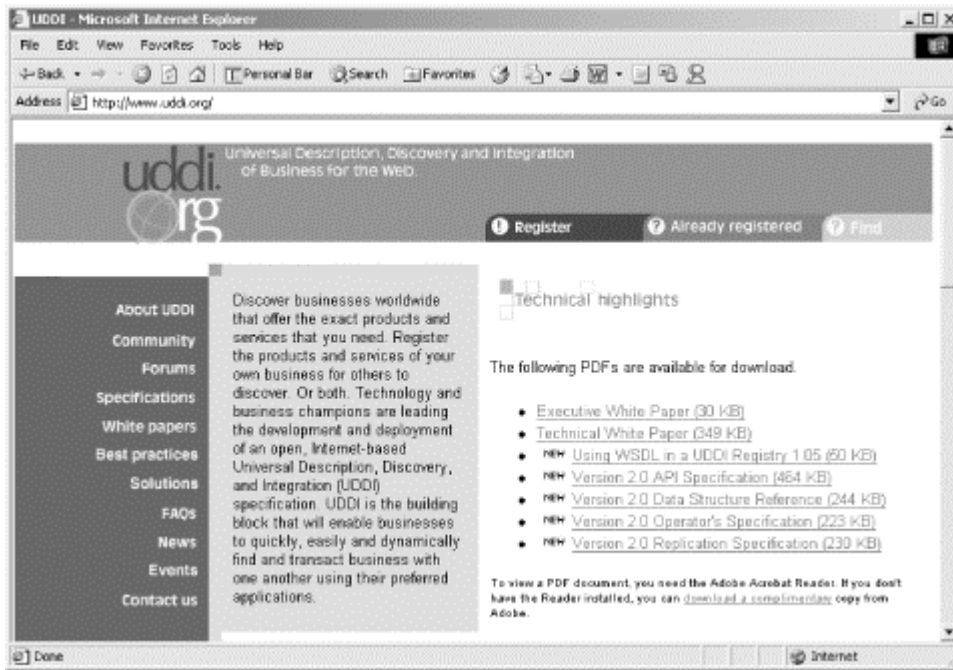 UDDI - Microsoft Internet Explorer
File Edit View Favorites Tools Help
Back Personal Bar Search Favorites
Address http://www.uddi.org/ Go
uddi.org
Universal Description, Discovery and Integration
of Business for the Web.
Register Already registered Find
About UDDI
Community
Forums
Specifications
White papers
Best practices
Solutions
FAQs
News
Events
Contact us
Discover businesses worldwide
that offer the exact products and
services that you need. Register
the products and services of your
own business for others to
discover. Or both. Technology and
business champions are leading
the development and deployment
of an open, Internet-based
Universal Description, Discovery,
and Integration (UDDI)
specification. UDDI is the building
block that will enable businesses
to quickly, easily and dynamically
find and transact business with
one another using their preferred
applications.
Technical highlights
The following PDFs are available for download.
• Executive White Paper (30 KB)
• Technical White Paper (349 KB)
• NEW Using WSDL in a UDDI Registry 1.05 (60 KB)
• NEW Version 2.0 API Specification (464 KB)
• NEW Version 2.0 Data Structure Reference (244 KB)
• NEW Version 2.0 Operator's Specification (223 KB)
• NEW Version 2.0 Replication Specification (230 KB)
To view a PDF document, you need the Adobe Acrobat Reader. If you don't
have the Reader installed, you can download a complimentary copy from
Adobe.
Done Internet